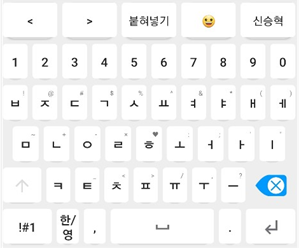 < > 붙혀넣기 😀 신승혁
1 2 3 4 5 6 7 8 9 0
ㅂ ㅈ ㄷ ㄱ ㅅ ㅛ ㅕ ㅑ ㅐ ㅔ
ㅁ ㄴ ㅇ ㄹ ㅎ ㅗ ㅓ ㅏ ㅣ
ㅋ ㅌ ㅊ ㅍ ㅠ ㅜ ㅡ ?
!#1 한/영 , .